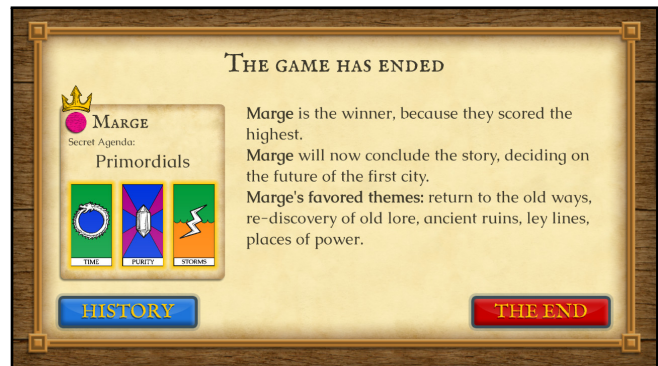 THE GAME HAS ENDED
MARGE
Secret Agenda:
Primordials
TIME
PURITY
STORMS
Marge is the winner, because they scored the
highest.
Marge will now conclude the story, deciding on
the future of the first city.
Marge's favored themes: return to the old ways,
re-discovery of old lore, ancient ruins, ley lines,
places of power.
HISTORY
THE END